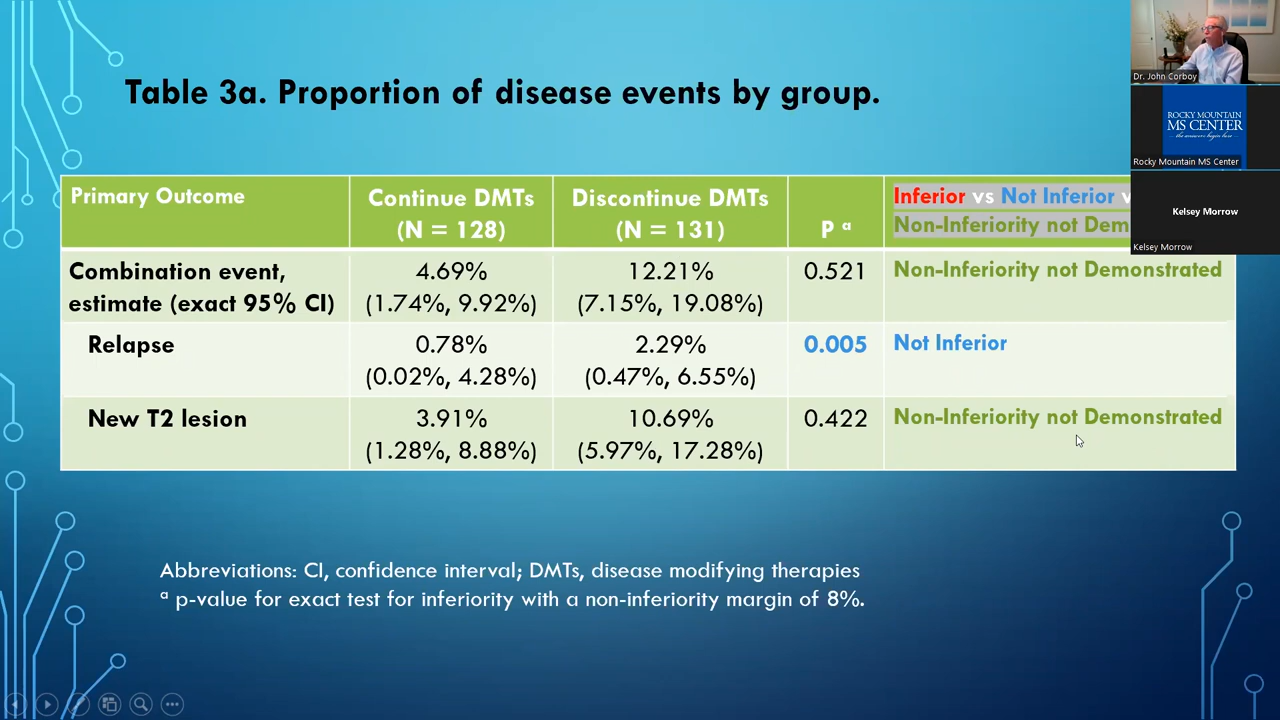 Table 3a. Proportion of disease events by group.
Primary Outcome
Continue DMTs
(N = 128)
Discontinue DMTs
(N = 131)
P a
Inferior vs Not Inferior v
Non-Inferiority not Dem
Combination event,
estimate (exact 95% CI)
4.69%
(1.74%, 9.92%)
12.21%
(7.15%, 19.08%)
0.521
Non-Inferiority not Demonstrated
Relapse
0.78%
(0.02%, 4.28%)
2.29%
(0.47%, 6.55%)
0.005
Not Inferior
New T2 lesion
3.91%
(1.28%, 8.88%)
10.69%
(5.97%, 17.28%)
0.422
Non-Inferiority not Demonstrated
Abbreviations: CI, confidence interval; DMTs, disease modifying therapies
a p-value for exact test for inferiority with a non-inferiority margin of 8%.
Dr. John Corboy
ROCKY MOUNTAIN
MS CENTER
the answers begin here
Rocky Mountain MS Center
Kelsey Morrow
Kelsey Morrow